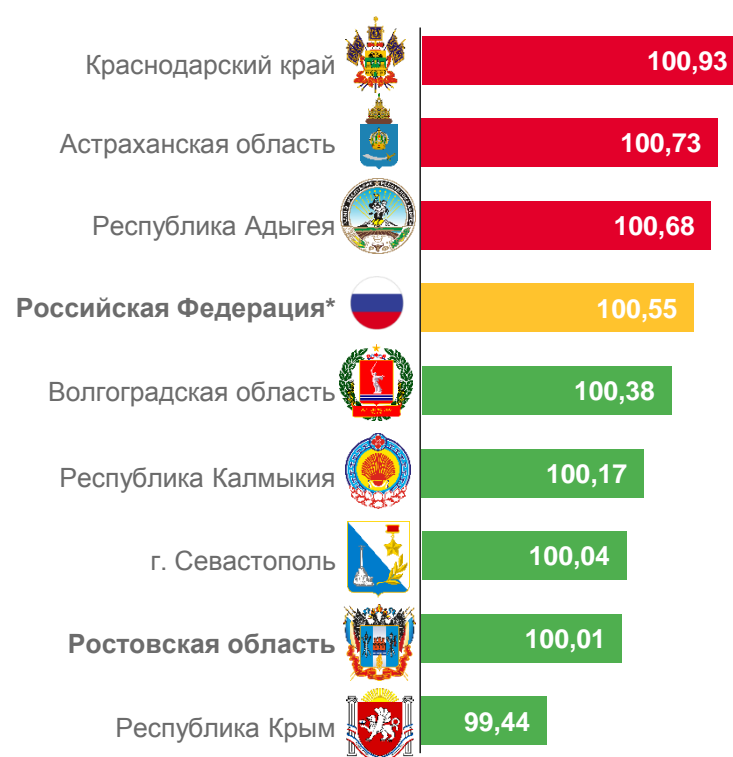 Краснодарский край 100,93
Астраханская область 100,73
Республика Адыгея 100,68
Российская Федерация* 100,55
Волгоградская область 100,38
Республика Калмыкия 100,17
г. Севастополь 100,04
Ростовская область 100,01
Республика Крым 99,44